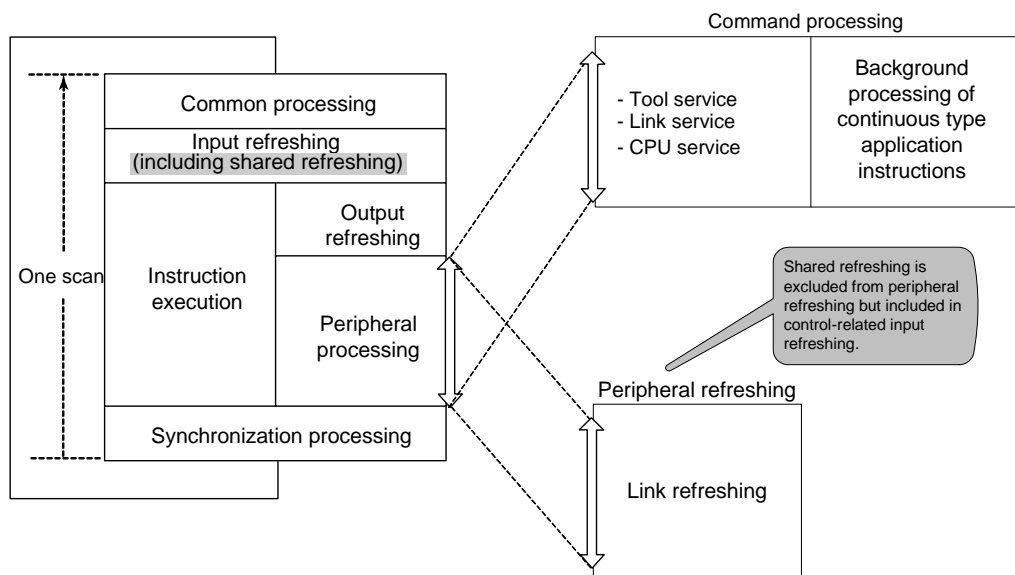 Command processing
Common processing
Input refreshing
(including shared refreshing)
Output
refreshing
One scan
Instruction
execution
Peripheral
processing
Synchronization processing
- Tool service
- Link service
- CPU service
Background
processing of
continuous type
application
instructions
Shared refreshing is
excluded from peripheral
refreshing but included in
control-related input
refreshing.
Peripheral refreshing
Link refreshing